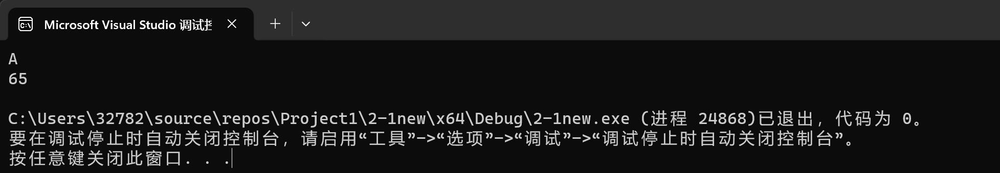 Microsoft Visual Studio 调试控
A
65
C:\Users\32782\source\repos\Project1\2-1new\x64\Debug\2-1new.exe (进程 24868)已退出，代码为 0。
要在调试停止时自动关闭控制台，请启用“工具”->“选项”->“调试”->“调试停止时自动关闭控制台”。
按任意键关闭此窗口. . .